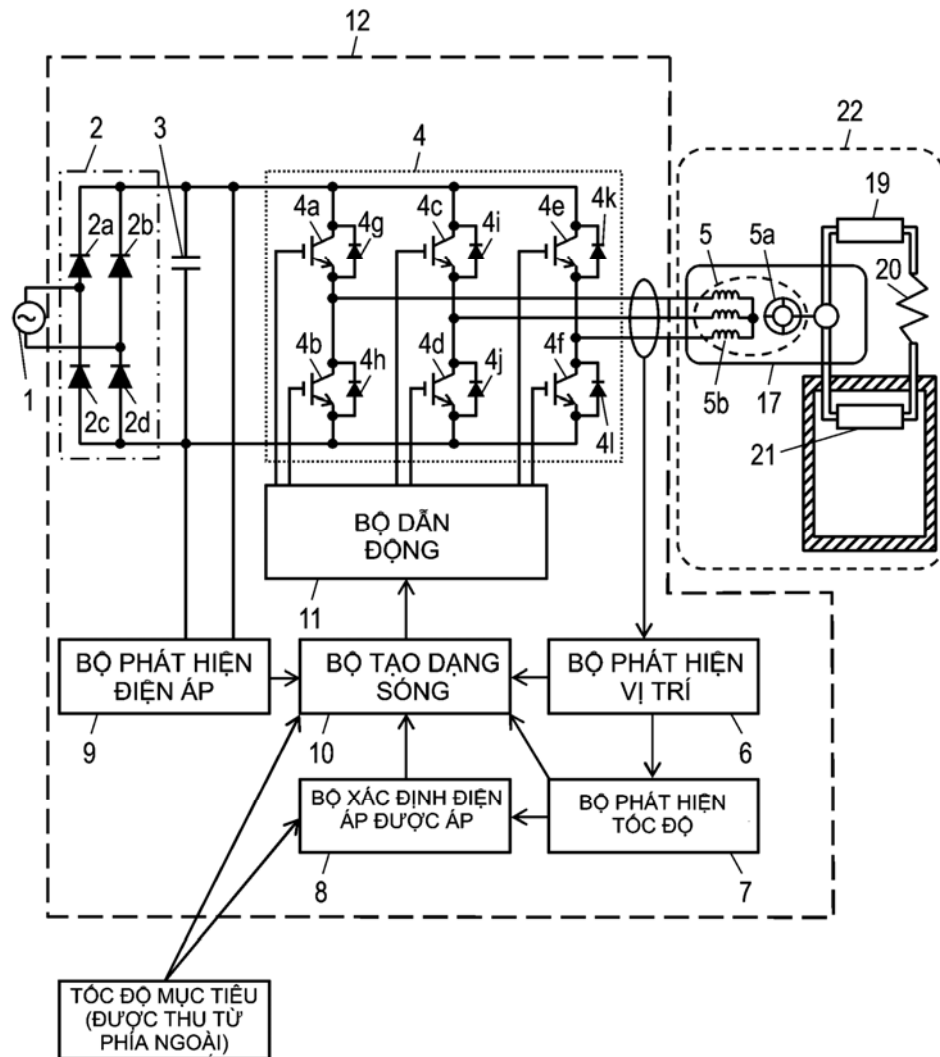 12
22
2
3
4
19
2a
2b
4a
4g
4c
4i
4e
4k
5
5a
20
1
4b
4h
4d
4j
4f
4l
5b
17
2c
2d
21
BỘ DẪN
ĐỘNG
11
BỘ PHÁT HIỆN
ĐIỆN ÁP
9
BỘ TẠO DẠNG
SÓNG
10
BỘ PHÁT HIỆN
VỊ TRÍ
6
BỘ XÁC ĐỊNH ĐIỆN
ÁP ĐƯỢC ÁP
8
BỘ PHÁT HIỆN
TỐC ĐỘ
7
TỐC ĐỘ MỤC TIÊU
(ĐƯỢC THU TỪ
PHÍA NGOÀI)